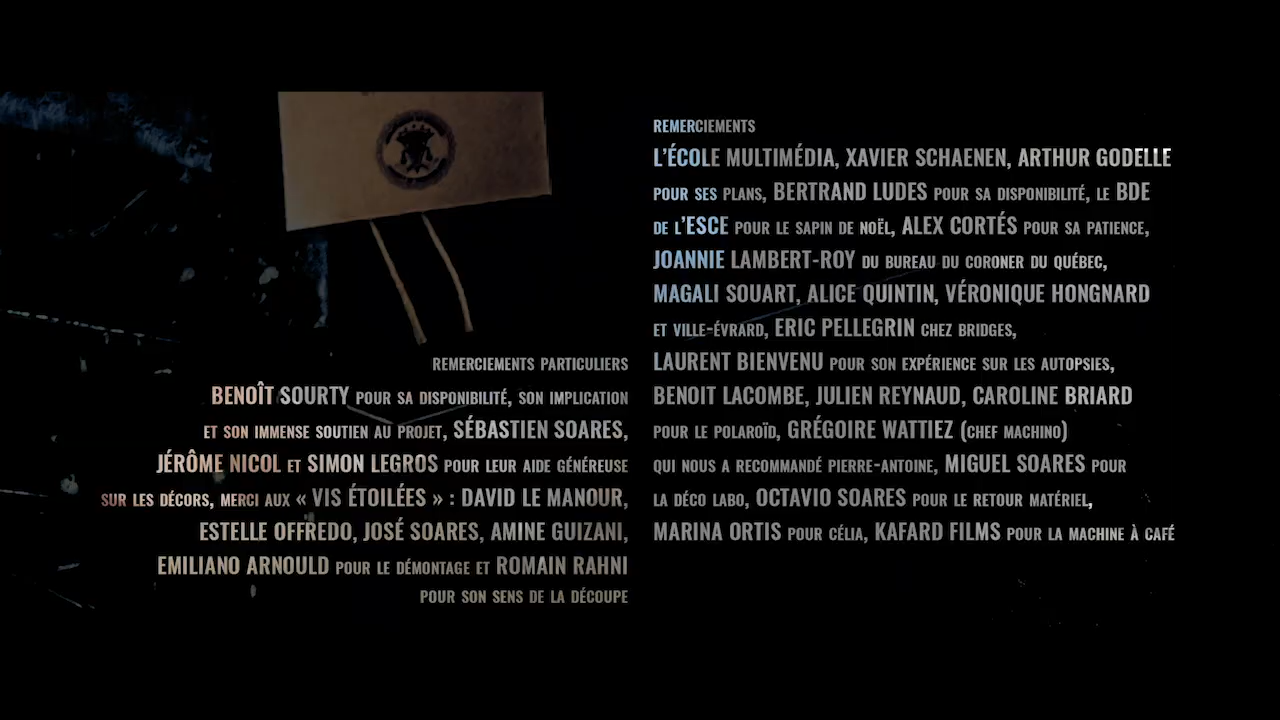 REMERCIEMENTS PARTICULIERS
BENOÎT SOURTY POUR SA DISPONIBILITÉ, SON IMPLICATION
ET SON IMMENSE SOUTIEN AU PROJET, SÉBASTIEN SOARES,
JÉRÔME NICOL ET SIMON LEGROS POUR LEUR AIDE GÉNÉREUSE
SUR LES DÉCORS, MERCI AUX « VIS ÉTOILÉES » : DAVID LE MANOUR,
ESTELLE OFFREDO, JOSÉ SOARES, AMINE GUIZANI,
EMILIANO ARNOULD POUR LE DÉMONTAGE ET ROMAIN RAHNI
POUR SON SENS DE LA DÉCOUPE
REMERCIEMENTS
L'ÉCOLE MULTIMÉDIA, XAVIER SCHAENEN, ARTHUR GODELLE
POUR SES PLANS, BERTRAND LUDES POUR SA DISPONIBILITÉ, LE BDE
DE L'ESCE POUR LE SAPIN DE NOËL, ALEX CORTÉS POUR SA PATIENCE,
JOANNIE LAMBERT-ROY DU BUREAU DU CORONER DU QUÉBEC,
MAGALI SOUART, ALICE QUINTIN, VÉRONIQUE HONGNARD
ET VILLE-ÉVRARD, ERIC PELLEGRIN CHEZ BRIDGES,
LAURENT BIENVENU POUR SON EXPÉRIENCE SUR LES AUTOPSIES,
BENOIT LACOMBE, JULIEN REYNAUD, CAROLINE BRIARD
POUR LE POLAROÏD, GRÉGOIRE WATTIEZ (CHEF MACHINO)
QUI NOUS A RECOMMANDÉ PIERRE-ANTOINE, MIGUEL SOARES POUR
LA DÉCO LABO, OCTAVIO SOARES POUR LE RETOUR MATÉRIEL,
MARINA ORTIS POUR CÉLIA, KAFARD FILMS POUR LA MACHINE À CAFÉ